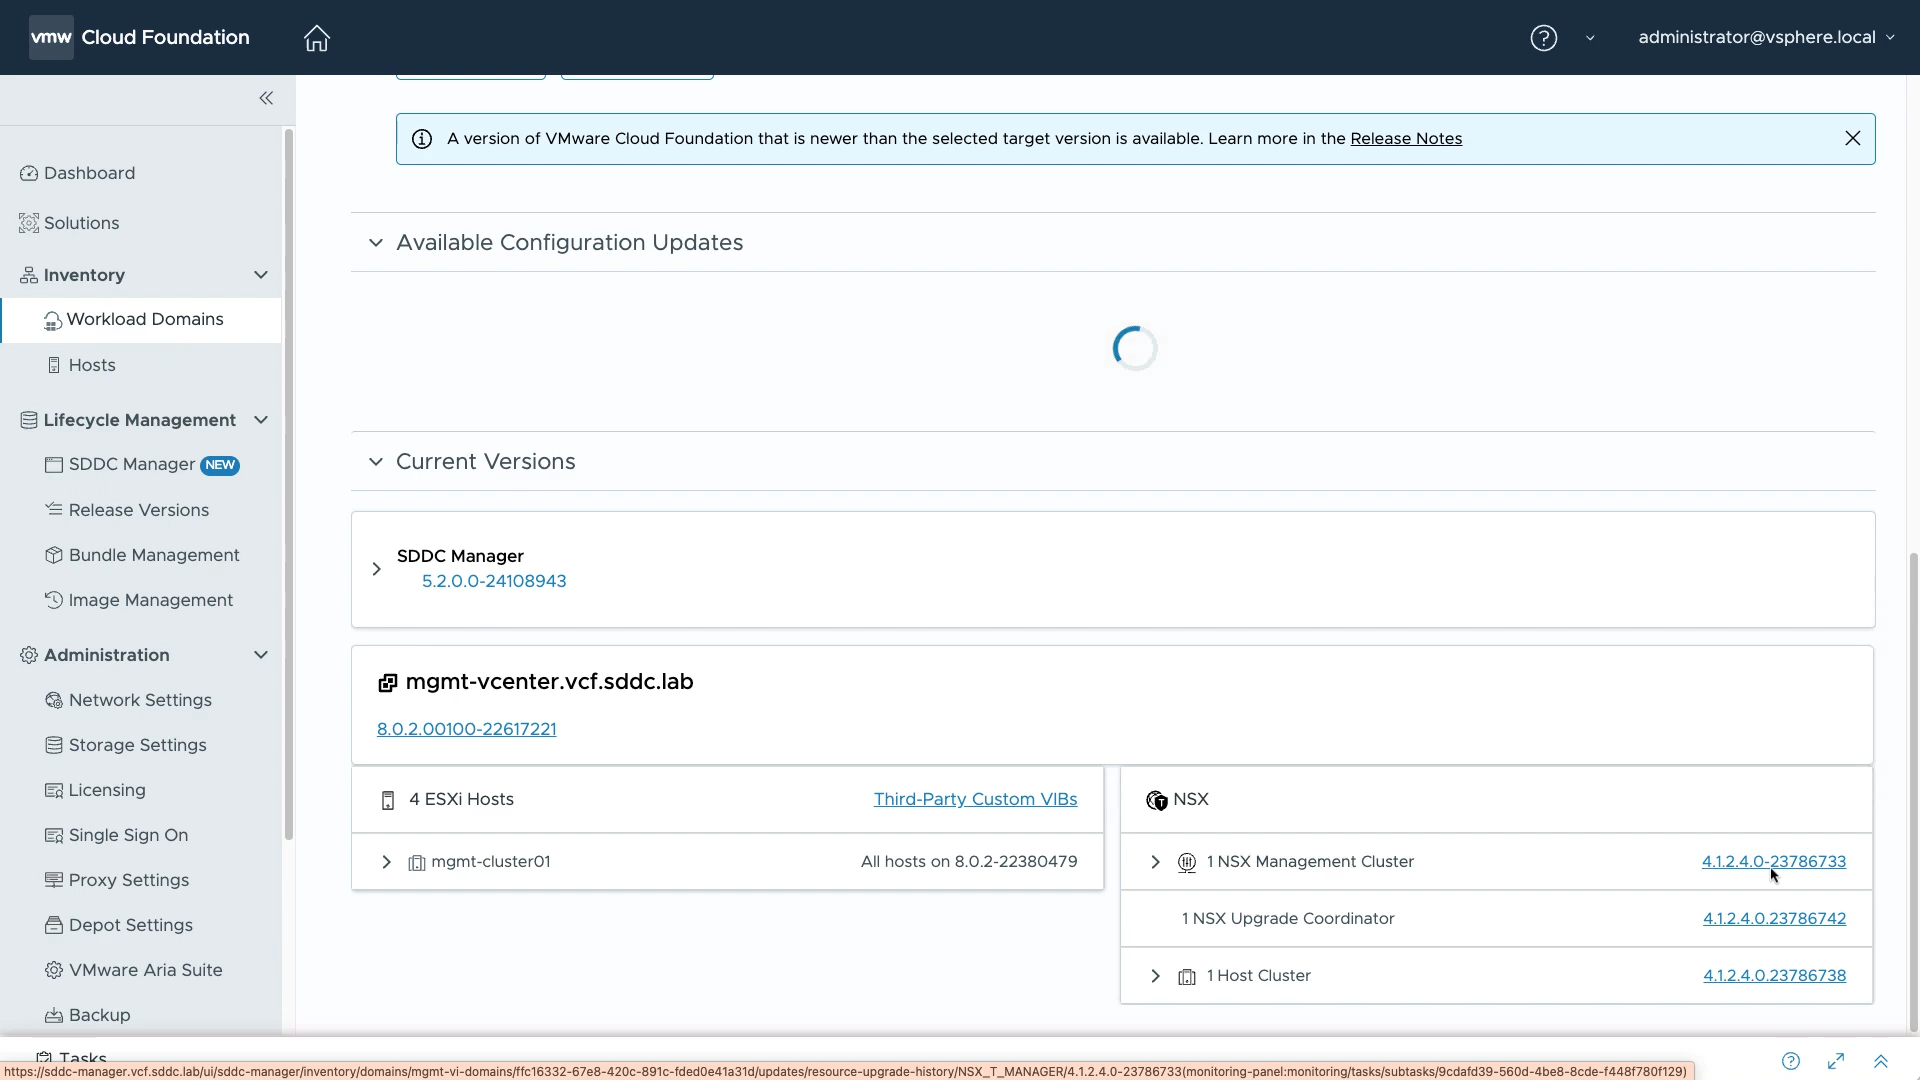 vmw Cloud Foundation
administrator@vsphere.local
A version of VMware Cloud Foundation that is newer than the selected target version is available. Learn more in the Release Notes
Dashboard
Solutions
Inventory
Workload Domains
Hosts
Lifecycle Management
SDDC Manager NEW
Release Versions
Bundle Management
Image Management
Administration
Network Settings
Storage Settings
Licensing
Single Sign On
Proxy Settings
Depot Settings
VMware Aria Suite
Backup
Available Configuration Updates
Current Versions
SDDC Manager
5.2.0.0-24108943
mgmt-vcenter.vcf.sddc.lab
8.0.2.00100-22617221
4 ESXi Hosts Third-Party Custom VIBs
mgmt-cluster01 All hosts on 8.0.2-22380479
NSX
1 NSX Management Cluster 4.1.2.4.0-23786733
1 NSX Upgrade Coordinator 4.1.2.4.0.23786742
1 Host Cluster 4.1.2.4.0.23786738
Tasks
https://sddc-manager.vcf.sddc.lab/ui/sddc-manager/inventory/domains/mgmt-vi-domains/ffc16332-67e8-420c-891c-fded0e41a31d/updates/resource-upgrade-history/NSX_T_MANAGER/4.1.2.4.0-23786733(monitoring-panel:monitoring/tasks/subtasks/9cdafd39-560d-4be8-8cde-f448f780f129)